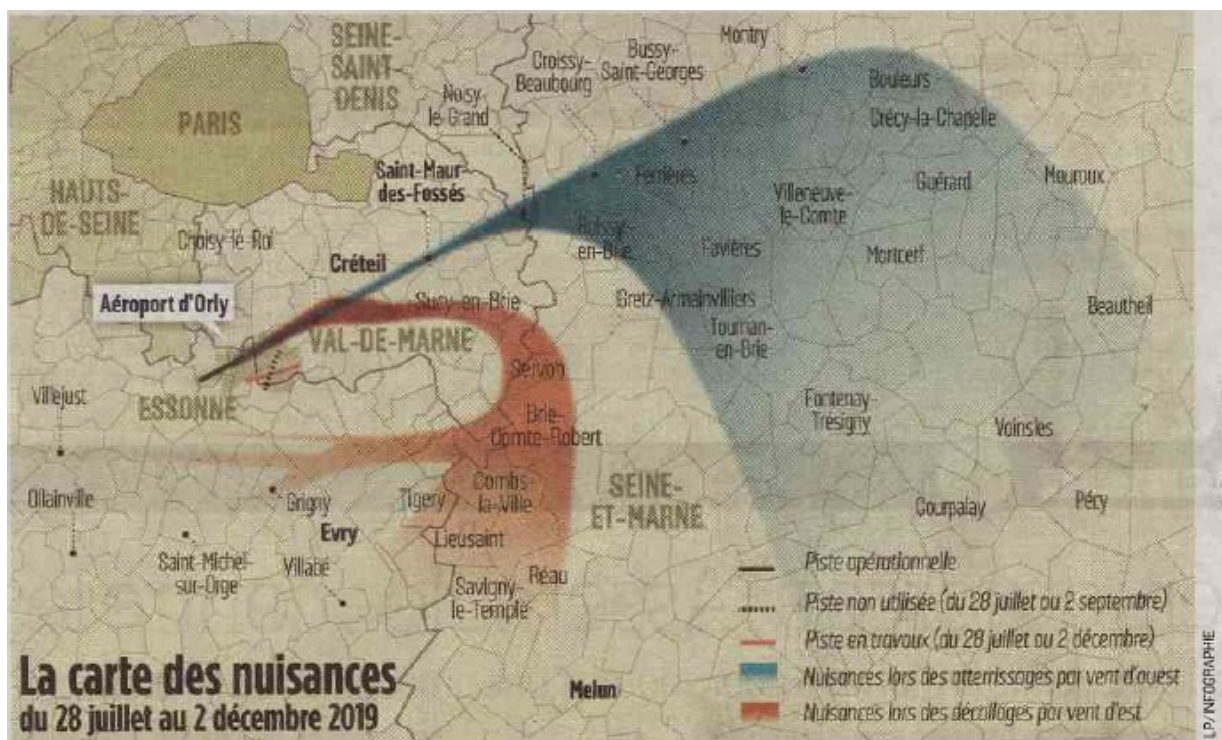 SEINE-
SAINT-
DENIS
Croissy-
Beaubourg
Bussy-
Saint-Georges
Montry
Noisy-
le-Grand
Bouleurs
Crécy-la-Chapelle
PARIS
Saint-Maur-
des-Fossés
Ferrières
Guérard
Mouroux
HAUTS-
DE-SEINE
Villeneuve-
le-Comte
Choisy-le-Roi
Créteil
Roissy-
en-Brie
Favières
Mortcerf
Aéroport d'Orly
Sucy-en-Brie
Gretz-Armainvilliers
Beautheil
VAL-DE-MARNE
Tournan-
en-Brie
Servon
Villejust
ESSONNE
Brie-
Comte-Robert
Fontenay-
Trésigny
Voinsles
Ollainville
Grigny
Tigery
Combs-
la-Ville
SEINE-
ET-MARNE
Courpalay
Pécy
Evry
Saint-Michel-
sur-Orge
Villabé
Lieusaint
Savigny-
le-Temple
Réau
Melun
Piste opérationnelle
Piste non utilisée (du 28 juillet au 2 septembre)
Piste en travaux (du 28 juillet au 2 décembre)
Nuisances lors des atterrissages par vent d'ouest
Nuisances lors des décollages par vent d'est
La carte des nuisances
du 28 juillet au 2 décembre 2019
LP/INFOGRAPHIE